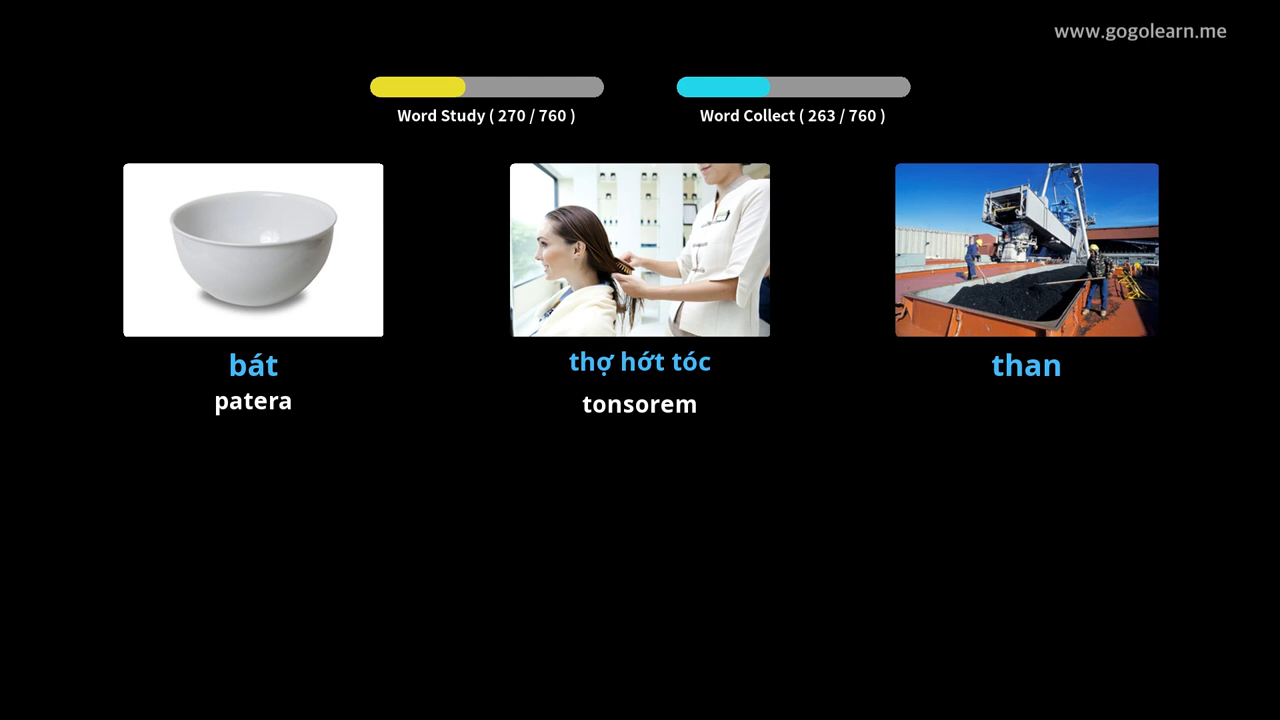 www.gogolearn.me
Word Study ( 270 / 760 )
Word Collect ( 263 / 760 )
bát
thợ hớt tóc
than
patera
tonsorem